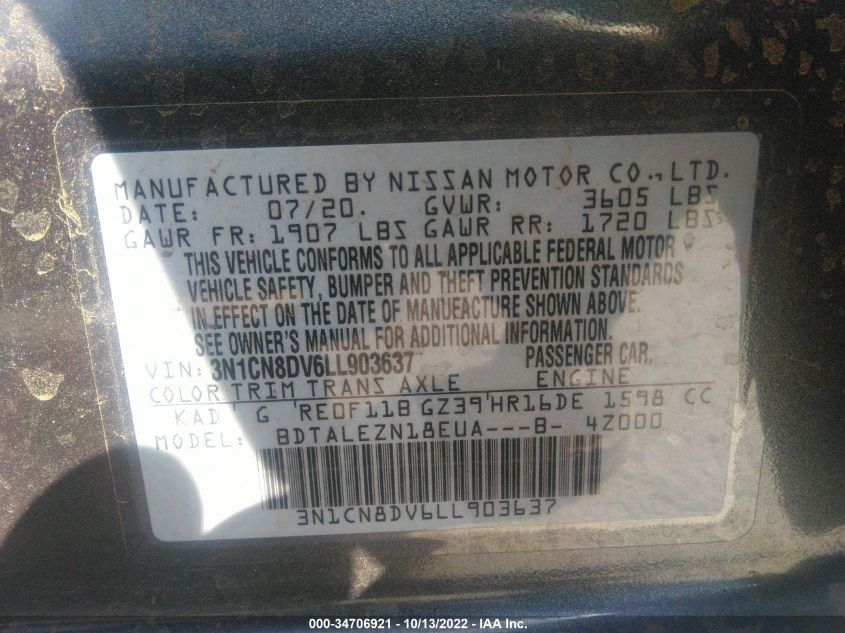 MANUFACTURED BY NISSAN MOTOR CO., LTD.
DATE: 07/20. GVWR: 3605 LBS
GAWR FR: 1907 LBS GAWR RR: 1720 LBS
THIS VEHICLE CONFORMS TO ALL APPLICABLE FEDERAL MOTOR
VEHICLE SAFETY, BUMPER AND THEFT PREVENTION STANDARDS
IN EFFECT ON THE DATE OF MANUFACTURE SHOWN ABOVE.
SEE OWNER'S MANUAL FOR ADDITIONAL INFORMATION.
VIN: 3N1CN8DV6LL903637 PASSENGER CAR.
COLOR TRIM TRANS AXLE ENGINE
KAD G RE0F11B GZ39 HR16DE 1598 CC
MODEL: BDTALEZN18EUA---B- 4Z000
3N1CN8DV6LL903637
000-34706921 - 10/13/2022 - IAA Inc.